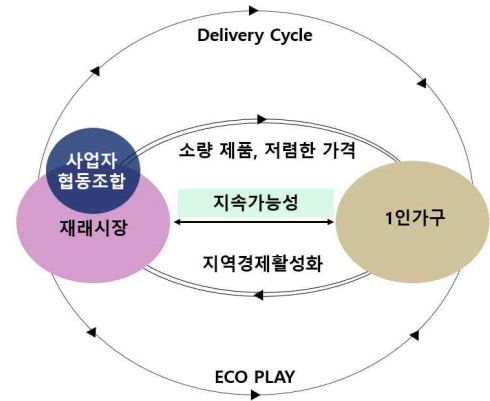 Delivery Cycle
소량 제품, 저렴한 가격
사업자
협동조합
재래시장
지속가능성
1인가구
지역경제활성화
ECO PLAY